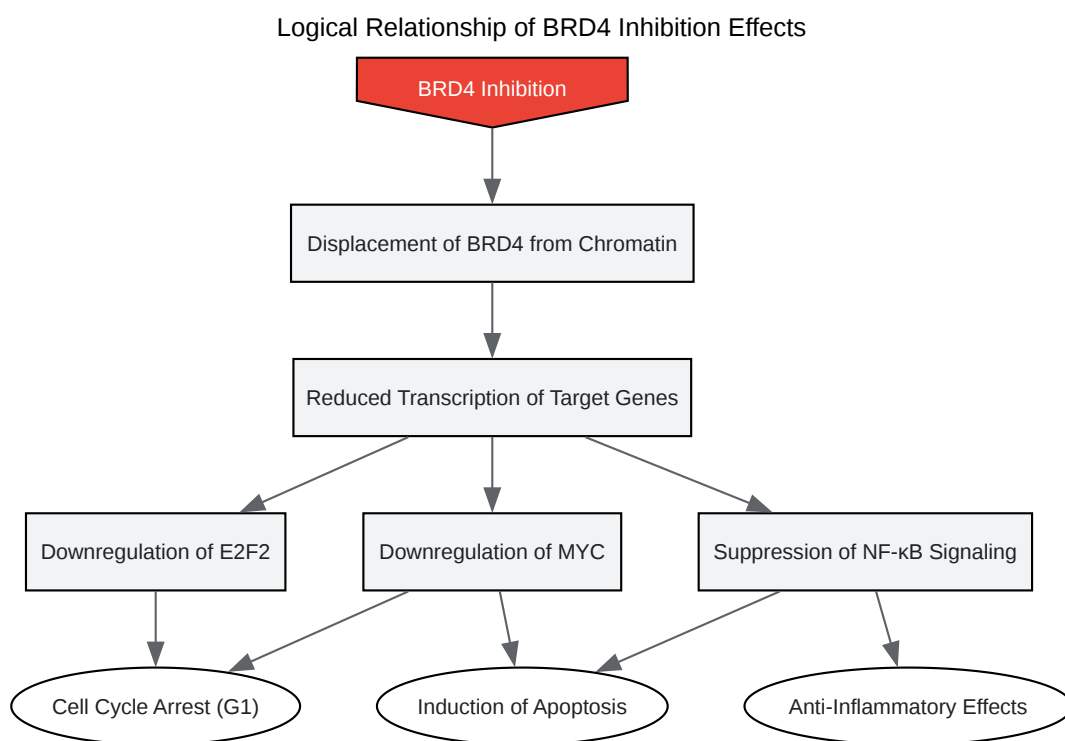 Logical Relationship of BRD4 Inhibition Effects
BRD4 Inhibition
Displacement of BRD4 from Chromatin
Reduced Transcription of Target Genes
Downregulation of E2F2
Downregulation of MYC
Suppression of NF-κB Signaling
Cell Cycle Arrest (G1)
Induction of Apoptosis
Anti-Inflammatory Effects